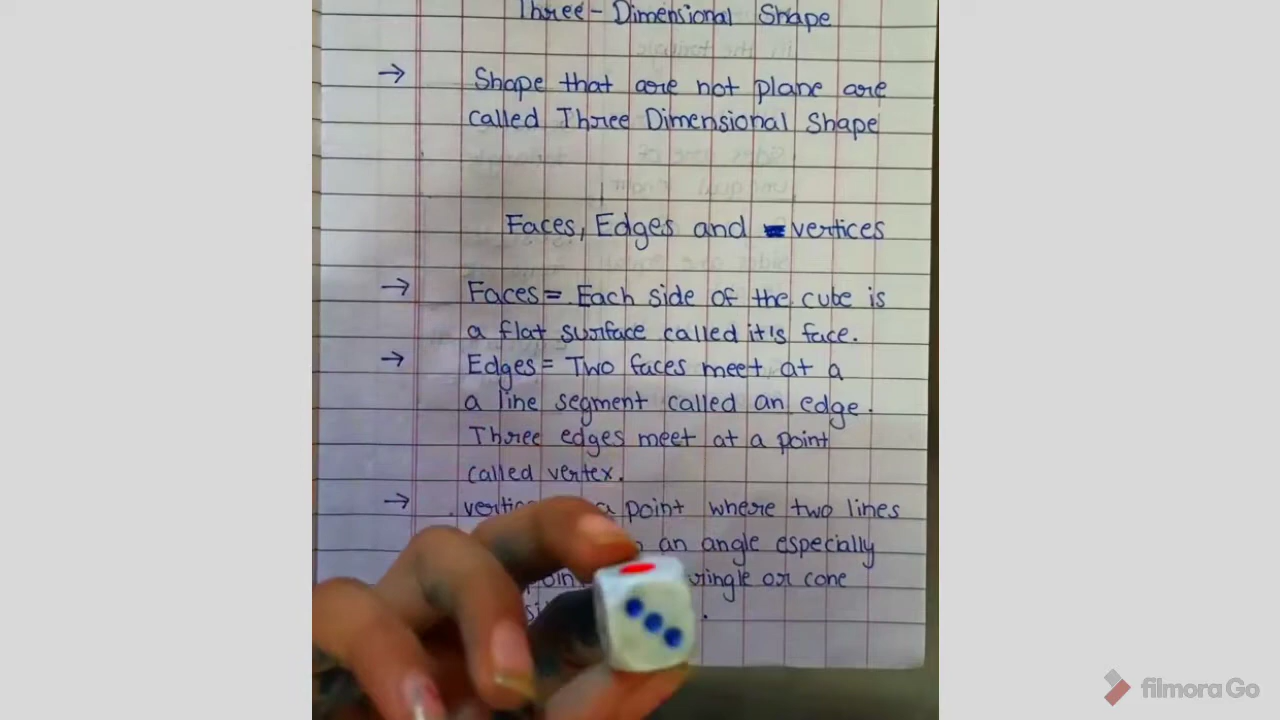 Three-Dimensional Shape
→ Shape that are not plane are
called Three Dimensional Shape
Faces, Edges and vertices
→ Faces = Each side of the cube is
a flat surface called it's face.
→ Edges = Two faces meet at a
a line segment called an edge.
Three edges meet at a point
called vertex.
→ a point where two lines
an angle especially
or cone
filmoraGo